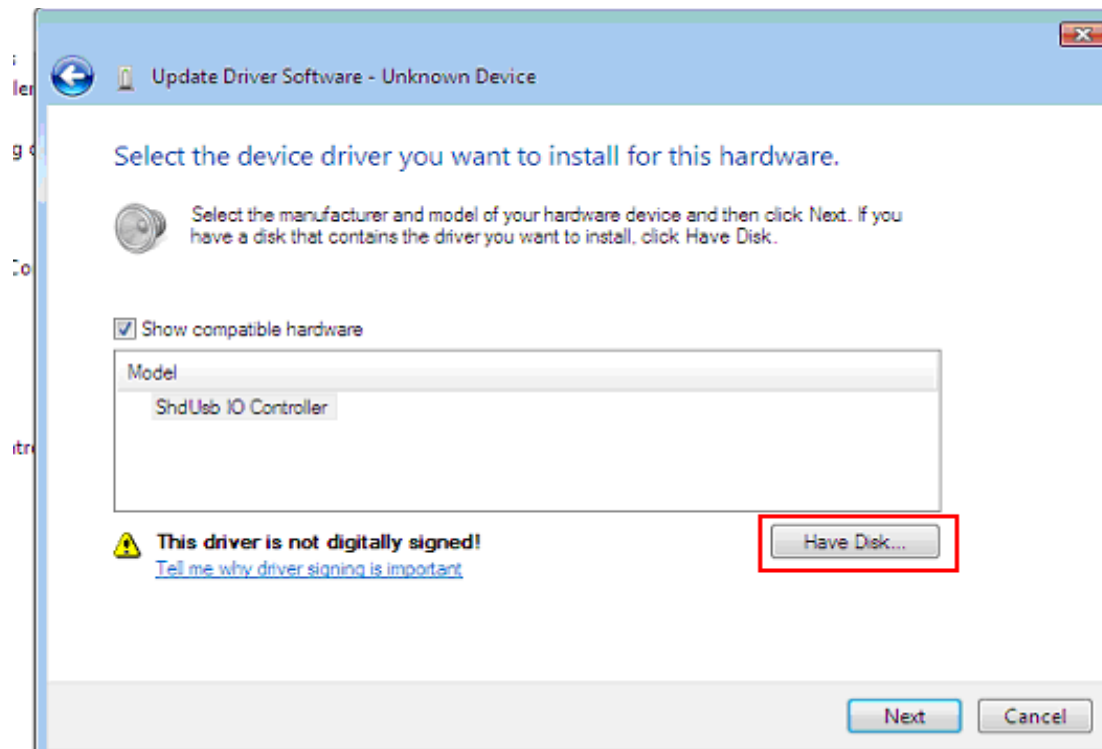 Update Driver Software - Unknown Device
Select the device driver you want to install for this hardware.
Select the manufacturer and model of your hardware device and then click Next. If you
have a disk that contains the driver you want to install, click Have Disk.
Show compatible hardware
Model
ShdUsb IO Controller
This driver is not digitally signed!
Have Disk...
Tell me why driver signing is important
Next
Cancel